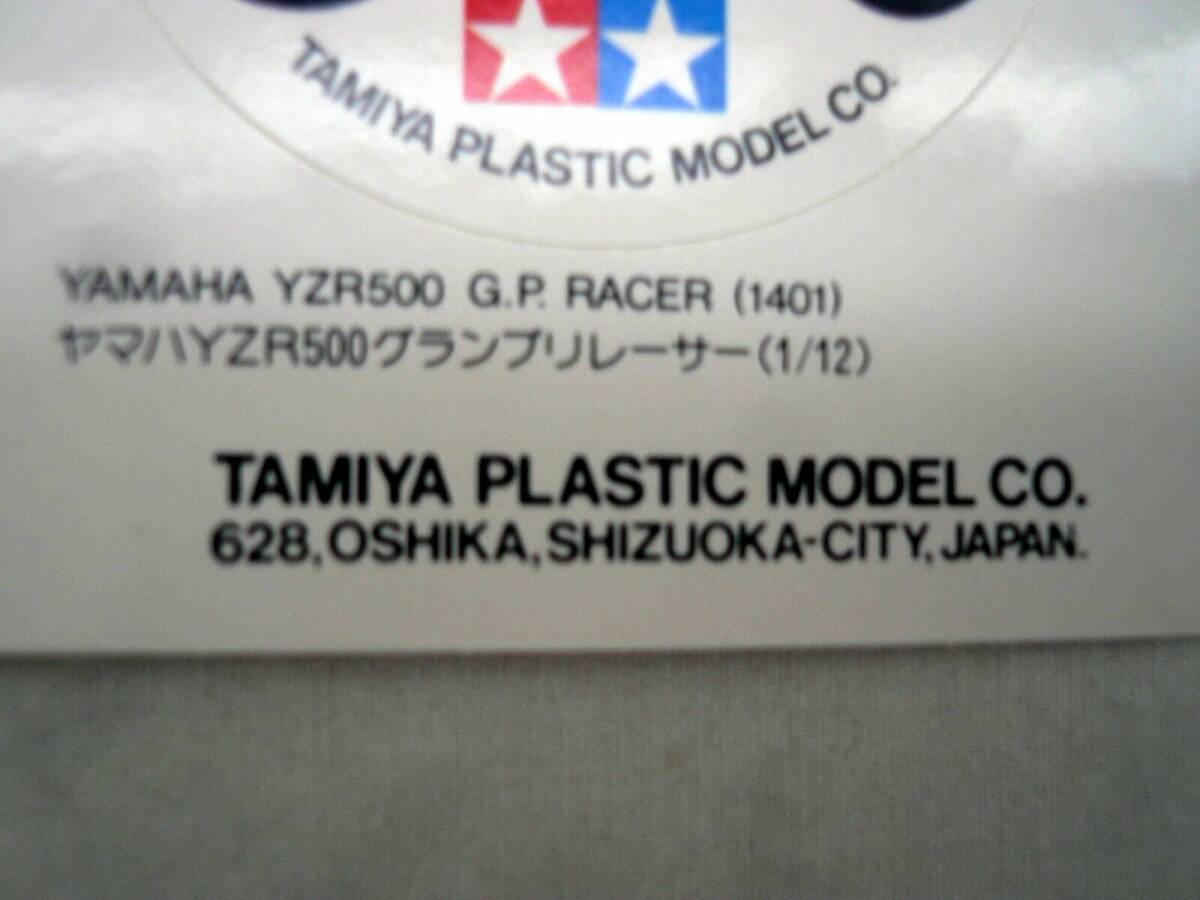 TAMIYA PLASTIC MODEL CO.
YAMAHA YZR500 G.P. RACER (1401)
ヤマハYZR500グランプリレーサー(1/12)
TAMIYA PLASTIC MODEL CO.
628,OSHIKA,SHIZUOKA-CITY,JAPAN.